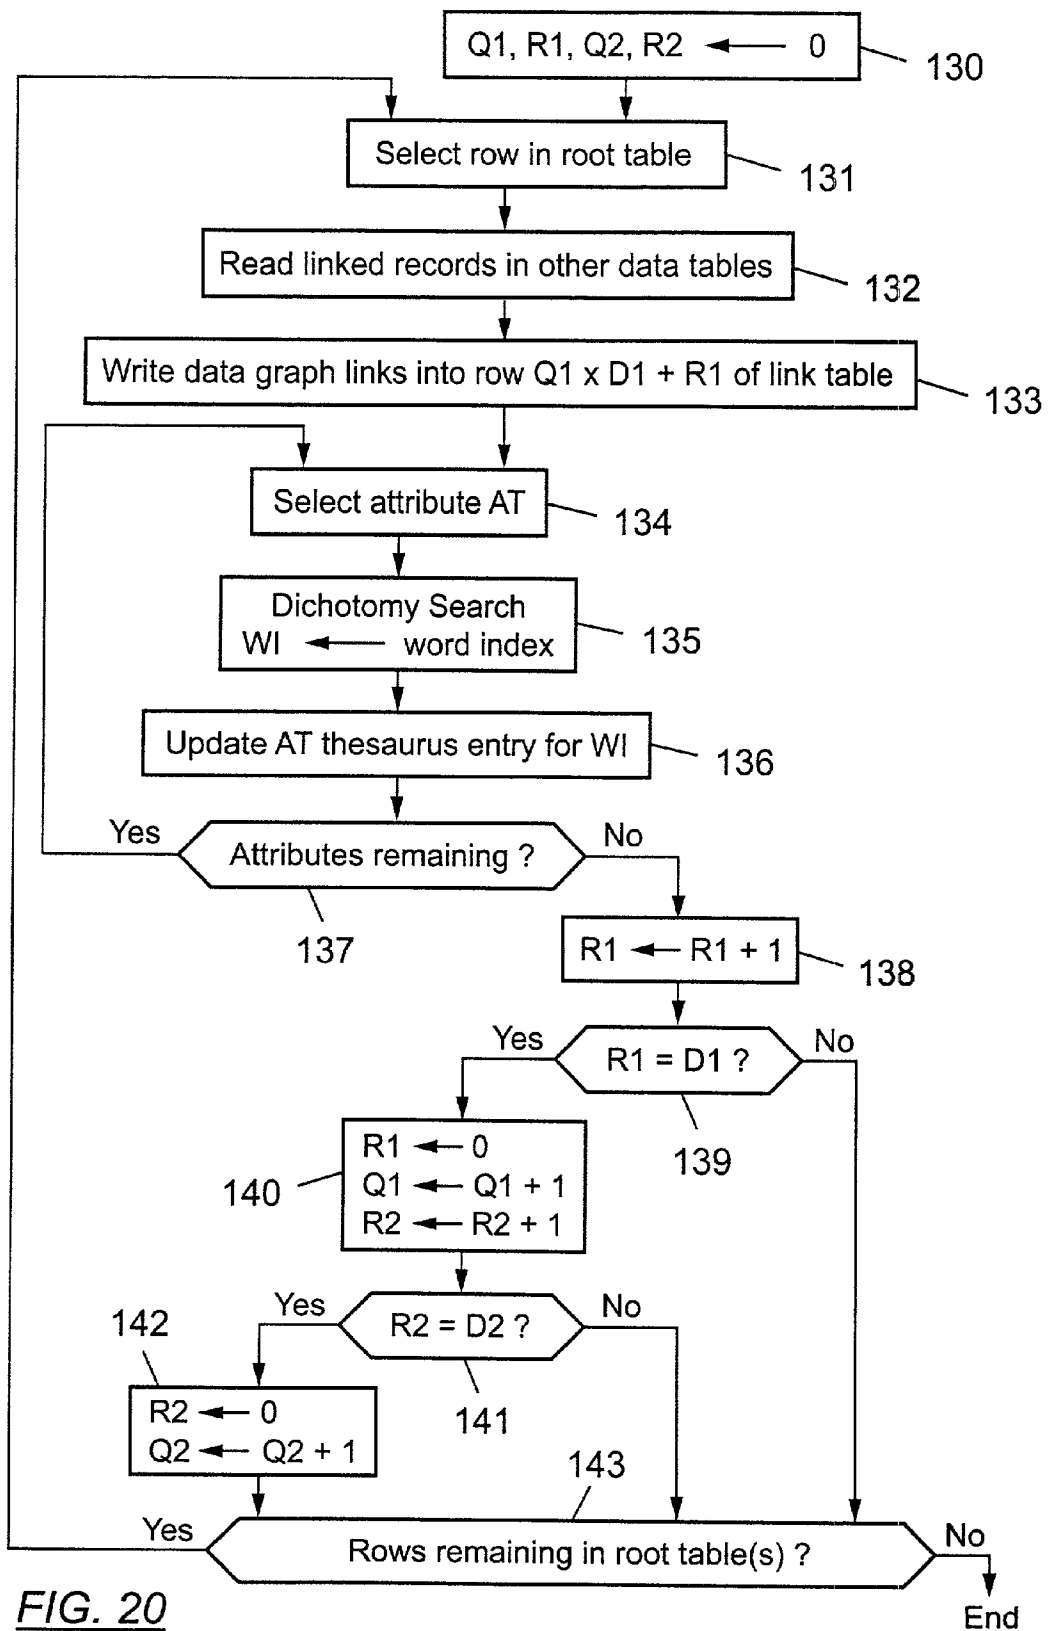 Q1, R1, Q2, R2 ← 0
130
Select row in root table
131
Read linked records in other data tables
132
Write data graph links into row Q1 x D1 + R1 of link table
133
Select attribute AT
134
Dichotomy Search
WI ← word index
135
Update AT thesaurus entry for WI
136
Yes
Attributes remaining ?
No
137
R1 ← R1 + 1
138
Yes
R1 = D1 ?
No
139
R1 ← 0
Q1 ← Q1 + 1
R2 ← R2 + 1
140
Yes
R2 = D2 ?
No
141
142
R2 ← 0
Q2 ← Q2 + 1
143
Yes
Rows remaining in root table(s) ?
No
End
FIG. 20